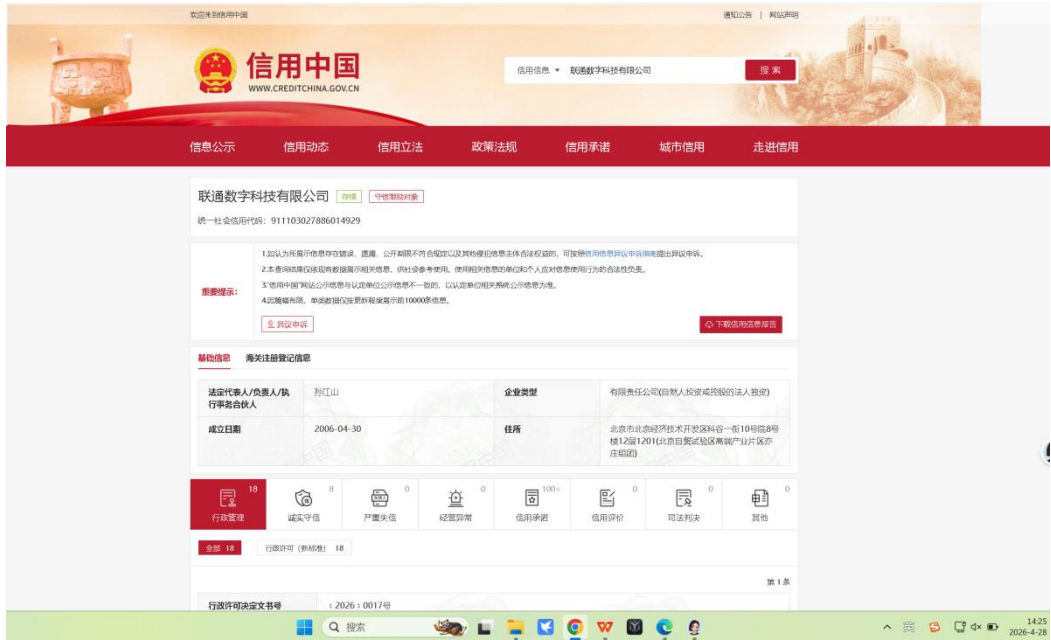 欢迎来到信用中国
通知公告 | 网站声明
信用中国
WWW.CREDITCHINA.GOV.CN
信用信息 联通数字科技有限公司 搜索
信息公示 信用动态 信用立法 政策法规 信用承诺 城市信用 走进信用
联通数字科技有限公司 存续 守信激励对象
统一社会信用代码: 911103027886014929
重要提示:
1.如认为所展示信息存在错误、遗漏、公开期限不符合规定以及其他侵犯信息主体合法权益的,可按照信用信息异议申诉指南提出异议申诉。
2.本查询结果仅依现有数据展示相关信息,供社会参考使用。使用相关信息的单位和个人应对信息使用行为的合法性负责。
3."信用中国"网站公示信息与认定单位公示信息不一致的,以认定单位相关系统公示信息为准。
4.因篇幅有限,单类数据仅按更新程度展示前10000条信息。
异议申诉
下载信用信息报告
基础信息 海关注册登记信息
法定代表人/负责人/执行事务合伙人 孙江山 企业类型 有限责任公司(自然人投资或控股的法人独资)
成立日期 2006-04-30 住所 北京市北京经济技术开发区科谷一街10号院8号
楼12层1201(北京自贸试验区高端产业片区亦
庄组团)
18 8 0 0 100+ 0 0 0
行政管理 诚实守信 严重失信 经营异常 信用承诺 信用评价 司法判决 其他
全部 18 行政许可 (新标准) 18
第 1 条
行政许可决定文书号 ﹝2026﹞0017号
搜索
14:25
2026-4-28